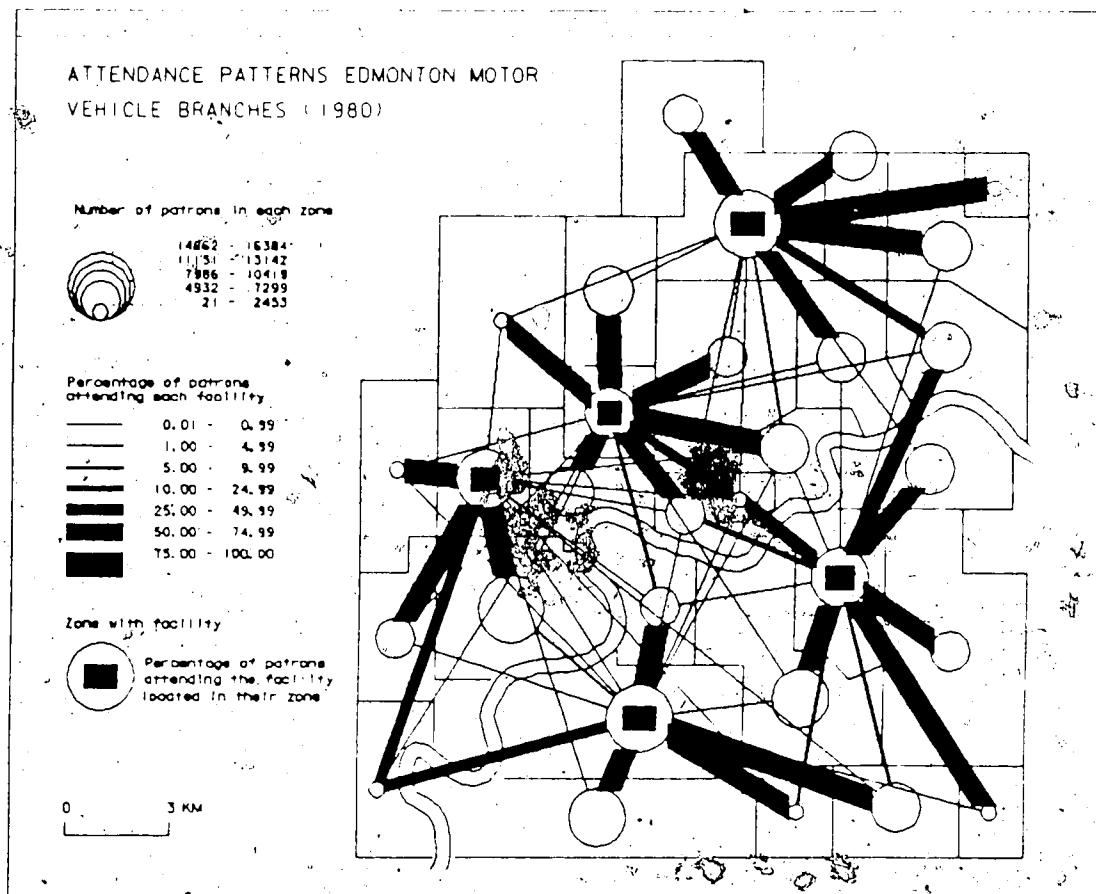 ATTENDANCE PATTERNS EDMONTON MOTOR
VEHICLE BRANCHES (1980)
Number of patrons in each zone
14862 - 16384
11151 - 13142
7986 - 10419
4932 - 7299
21 - 2453
Percentage of patrons
attending each facility
0.01 - 0.99
1.00 - 4.99
5.00 - 9.99
10.00 - 24.99
25.00 - 49.99
50.00 - 74.99
75.00 - 100.00
Zone with facility
Percentage of patrons
attending the facility
located in their zone
0 3 KM